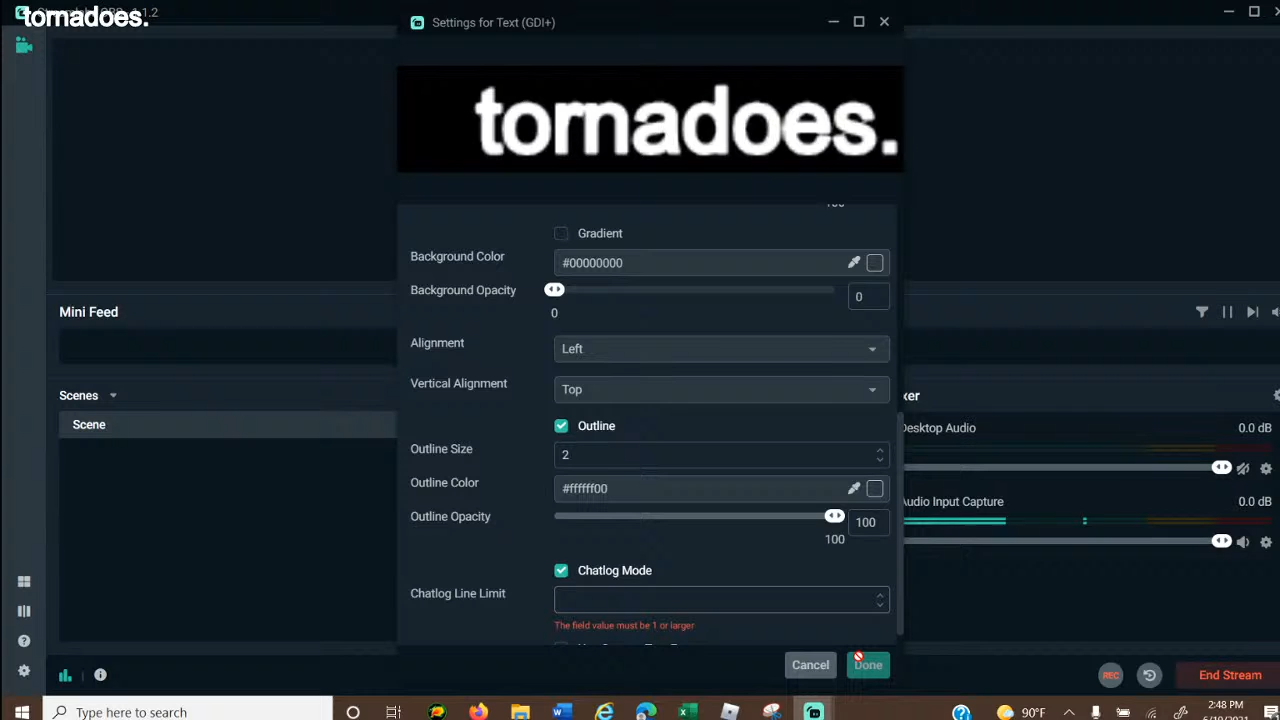 tornadoes.
Settings for Text (GDI+)
tornadoes.
Gradient
Background Color
#00000000
Background Opacity
0
0
Alignment
Left
Vertical Alignment
Top
Outline
Outline Size
2
Outline Color
#ffffff00
Outline Opacity
100
100
Chatlog Mode
Chatlog Line Limit
The field value must be 1 or larger
Cancel
Done
Mini Feed
Scenes
Scene
xer
Desktop Audio
0.0 dB
Audio Input Capture
0.0 dB
REC
End Stream
Type here to search
90°F
2:48 PM